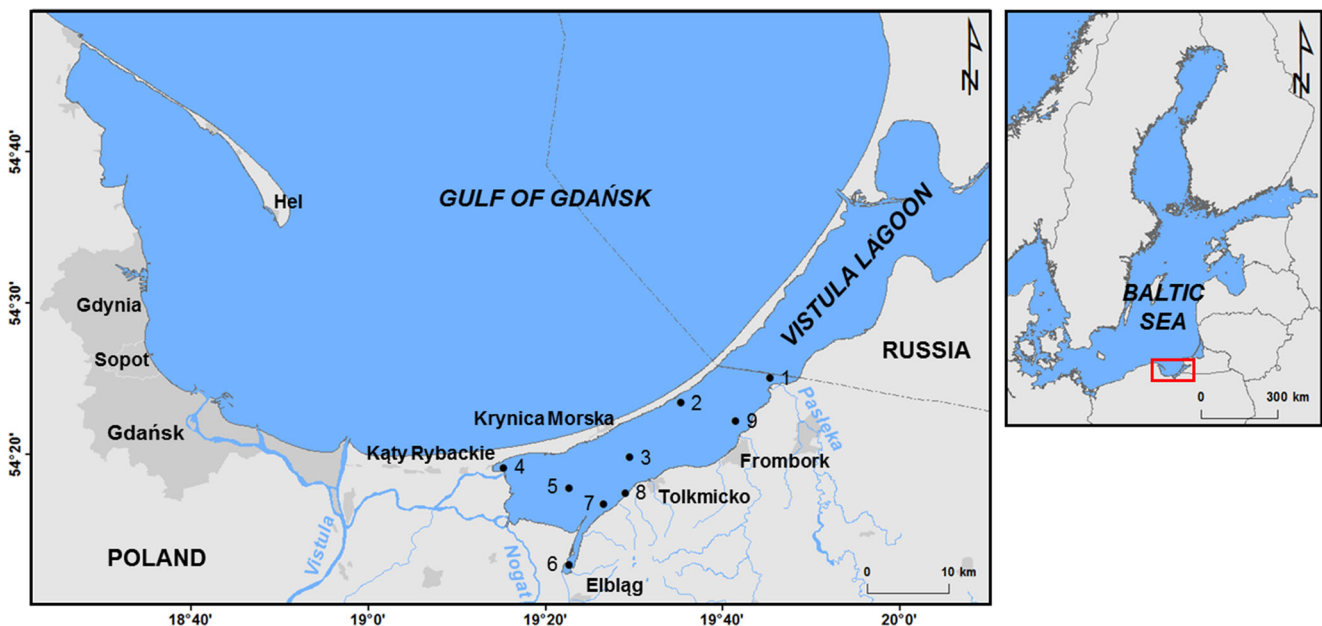 N
54°40'
Hel
GULF OF GDAŃSK
VISTULA LAGOON
54°30'
Gdynia
Sopot
RUSSIA
1
2
Pasłęka
Krynica Morska
9
Gdańsk
54°20'
Kąty Rybackie
4
3
Frombork
5
7
8
Tolkmicko
POLAND
Vistula
Nogat
6
Elbląg
0 10 km
18°40'
19°0'
19°20'
19°40'
20°0'
N
BALTIC
SEA
0 300 km